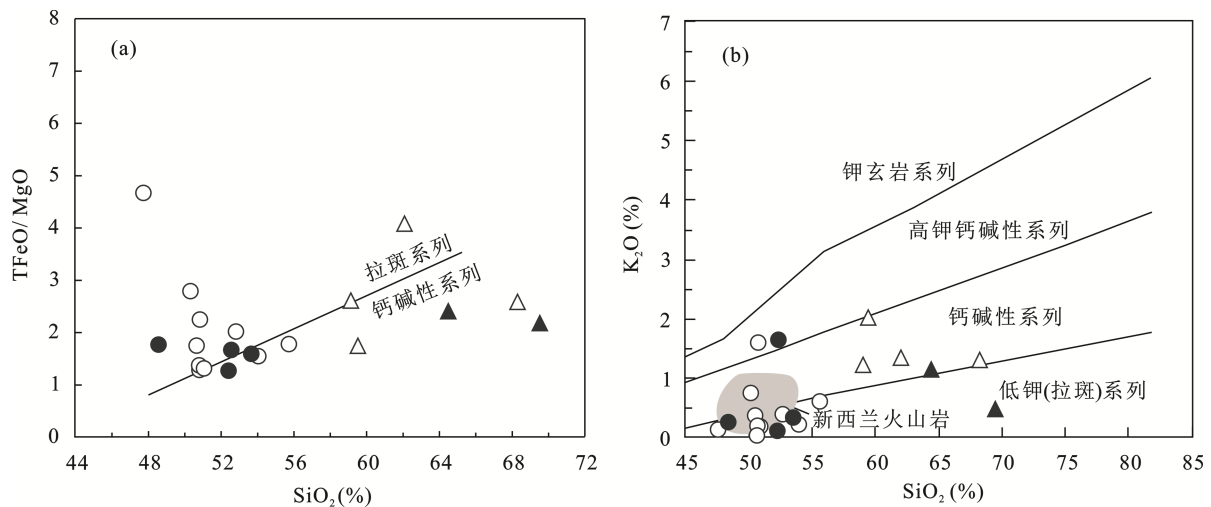 (a)
8
7
6
5
4
3
2
1
0
TFeO/MgO
拉斑系列
钙碱性系列
44 48 52 56 60 64 68 72
SiO₂(%)
(b)
7
6
5
4
3
2
1
0
K₂O(%)
钾玄岩系列
高钾钙碱性系列
钙碱性系列
低钾(拉斑)系列
新西兰火山岩
45 50 55 60 65 70 75 80 85
SiO₂(%)